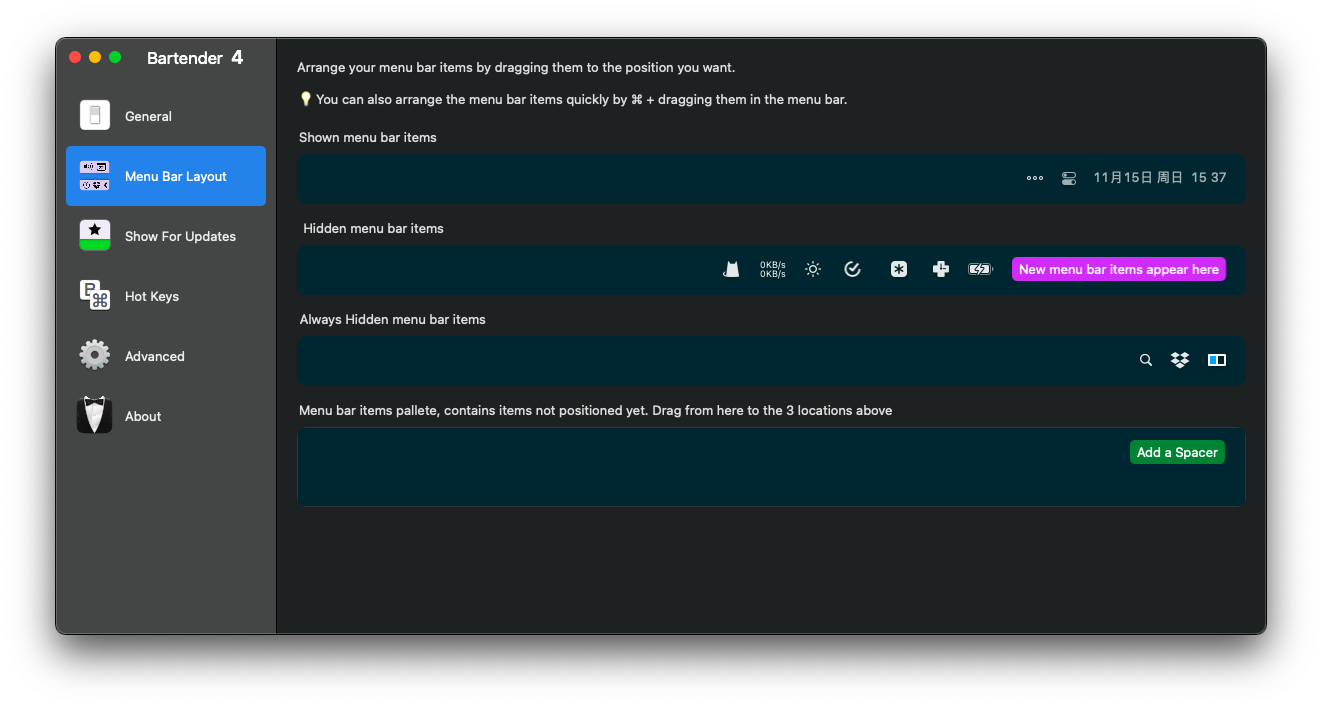 Bartender 4
General
Menu Bar Layout
Show For Updates
Hot Keys
Advanced
About
Arrange your menu bar items by dragging them to the position you want.
You can also arrange the menu bar items quickly by ⌘ + dragging them in the menu bar.
Shown menu bar items
11月15日 周日 15 37
Hidden menu bar items
0KB/s
0KB/s
New menu bar items appear here
Always Hidden menu bar items
Menu bar items pallete, contains items not positioned yet. Drag from here to the 3 locations above
Add a Spacer